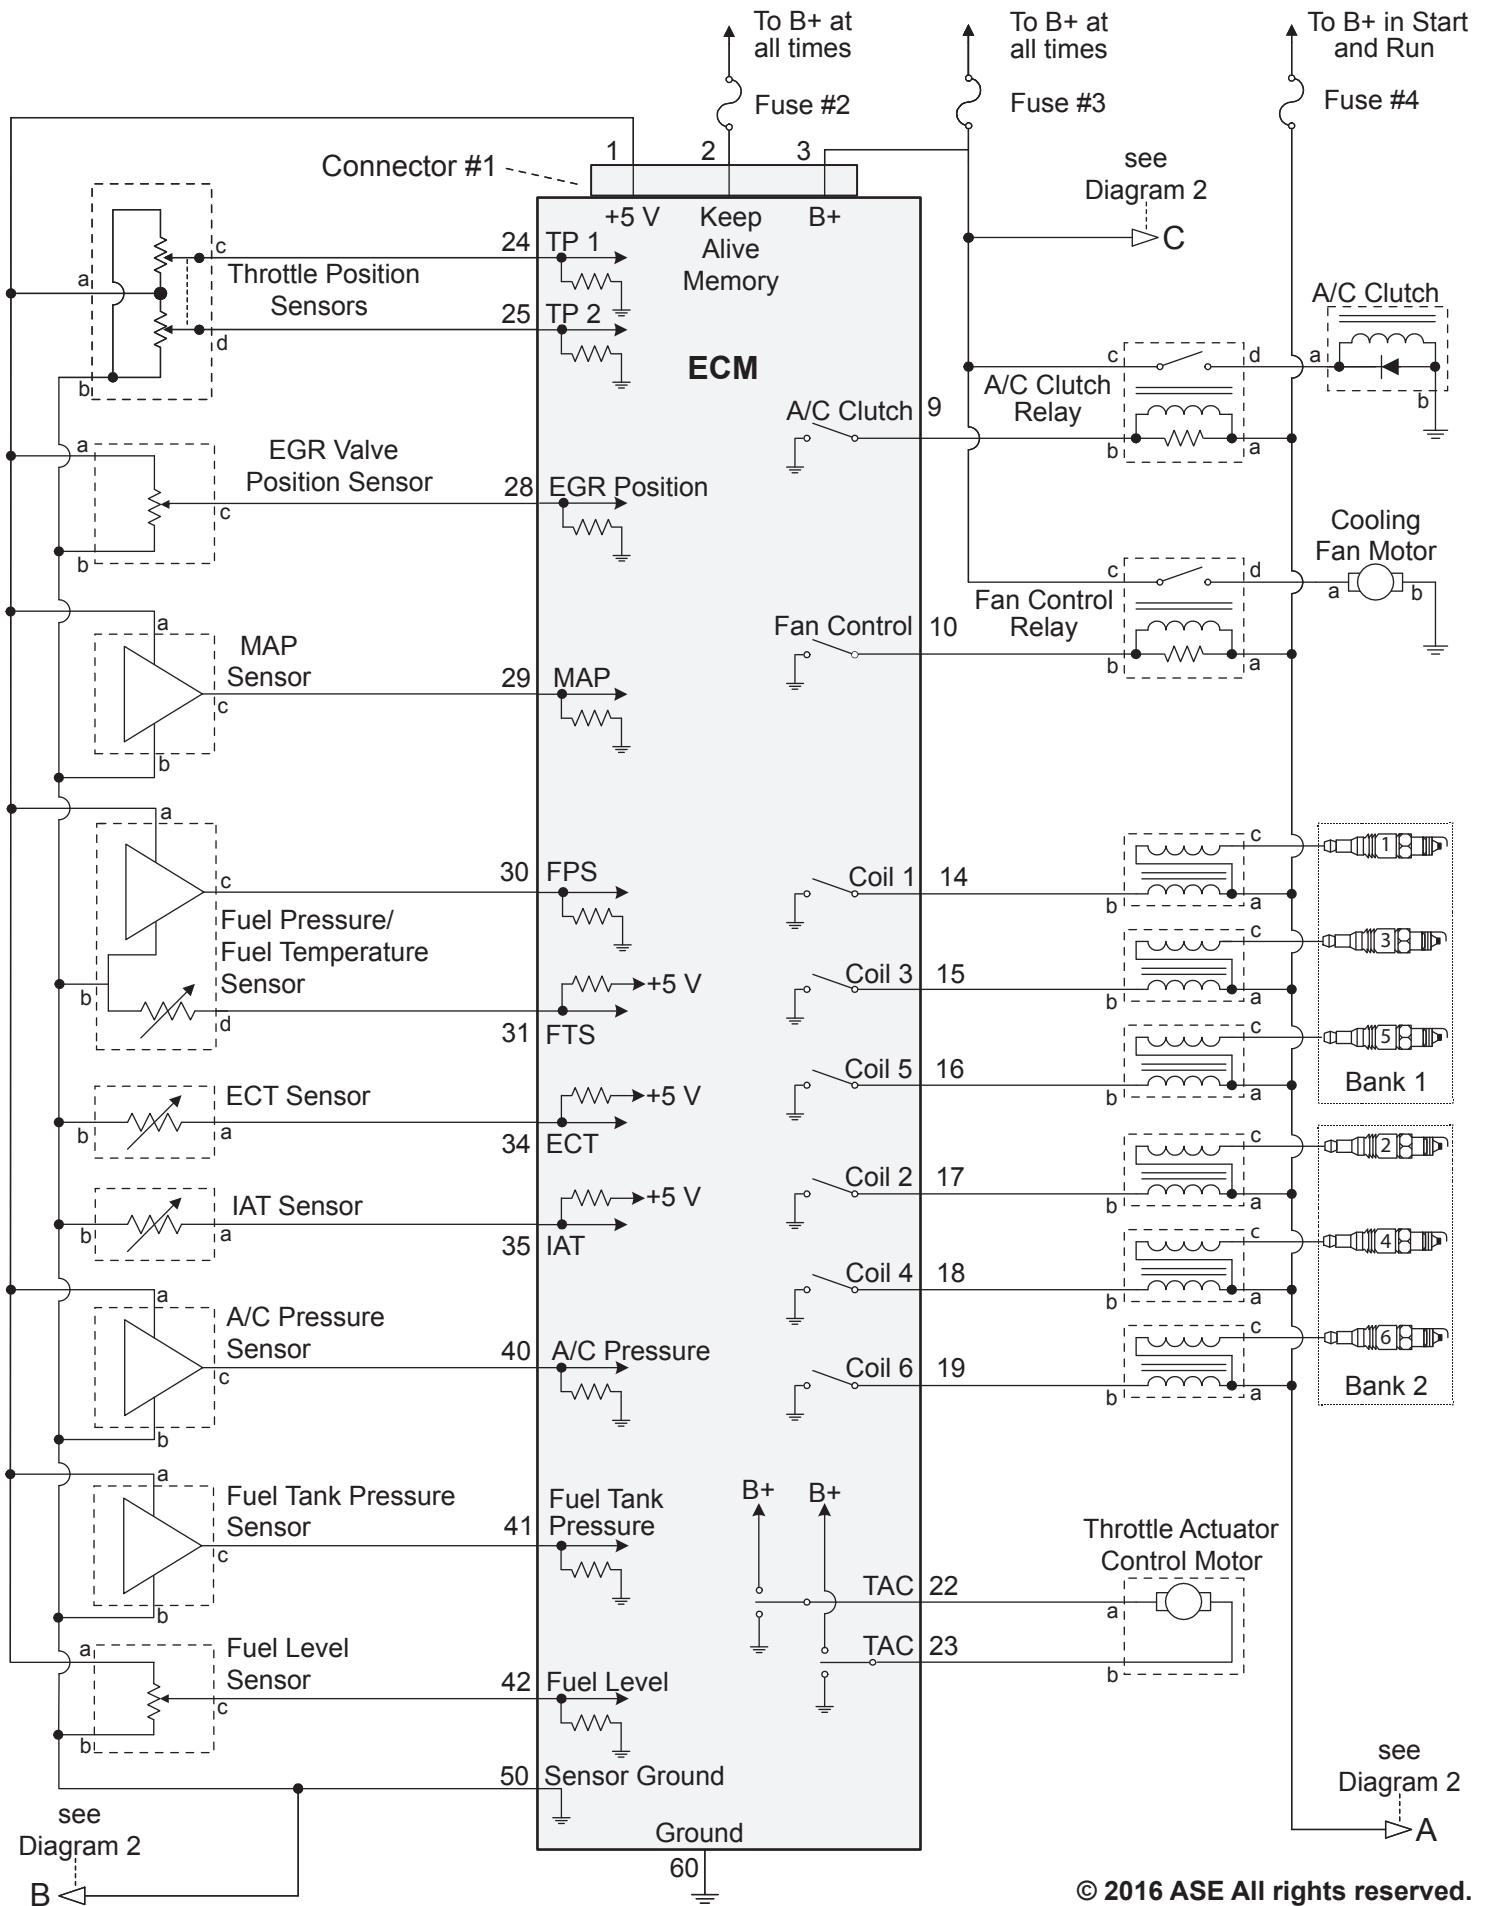 To B+ at
all times
Fuse #2
To B+ at
all times
Fuse #3
To B+ in Start
and Run
Fuse #4
Connector #1
1
2
3
see
Diagram 2
C
+5 V
Keep
Alive
Memory
B+
ECM
a
b
c
d
Throttle Position
Sensors
24
TP 1
25
TP 2
a
b
c
EGR Valve
Position Sensor
28
EGR Position
a
b
c
MAP
Sensor
29
MAP
a
c
b
d
Fuel Pressure/
Fuel Temperature
Sensor
30
FPS
+5 V
31
FTS
b
a
ECT Sensor
+5 V
34
ECT
b
a
IAT Sensor
+5 V
35
IAT
a
c
b
A/C Pressure
Sensor
40
A/C Pressure
a
c
b
Fuel Tank Pressure
Sensor
41
Fuel Tank
Pressure
a
c
b
Fuel Level
Sensor
42
Fuel Level
50
Sensor Ground
see
Diagram 2
B
Ground
60
A/C Clutch
9
c
d
b
a
A/C Clutch
Relay
A/C Clutch
a
b
Fan Control
10
c
d
b
a
Fan Control
Relay
Cooling
Fan Motor
a
b
Coil 1
14
b
a
c
1
Coil 3
15
b
a
c
3
Coil 5
16
b
a
c
5
Bank 1
Coil 2
17
b
a
c
2
Coil 4
18
b
a
c
4
Coil 6
19
b
a
c
6
Bank 2
B+
B+
TAC
22
TAC
23
Throttle Actuator
Control Motor
a
b
see
Diagram 2
A
© 2016 ASE All rights reserved.